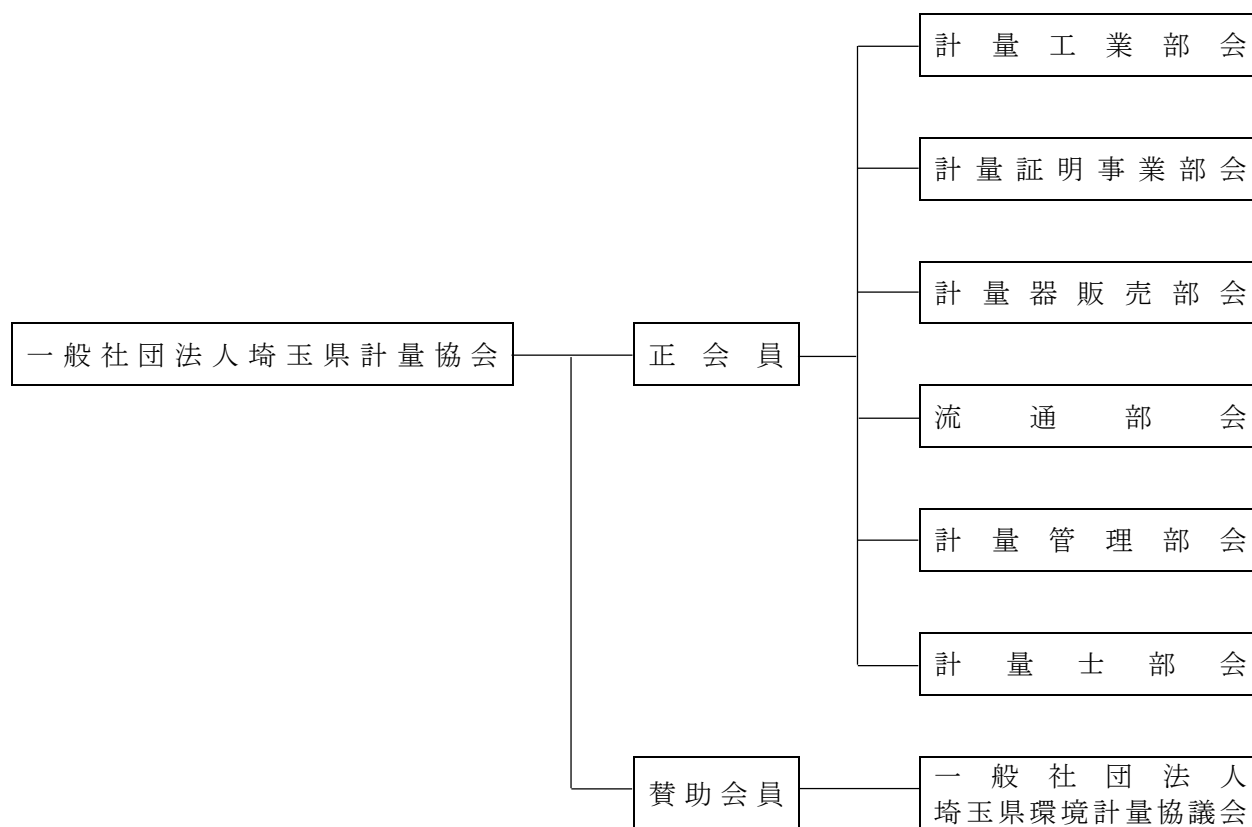 計量工業部会
計量証明事業部会
計量器販売部会
一般社団法人埼玉県計量協会
正会員
流通部会
計量管理部会
計量士部会
賛助会員
一般社団法人
埼玉県環境計量協議会